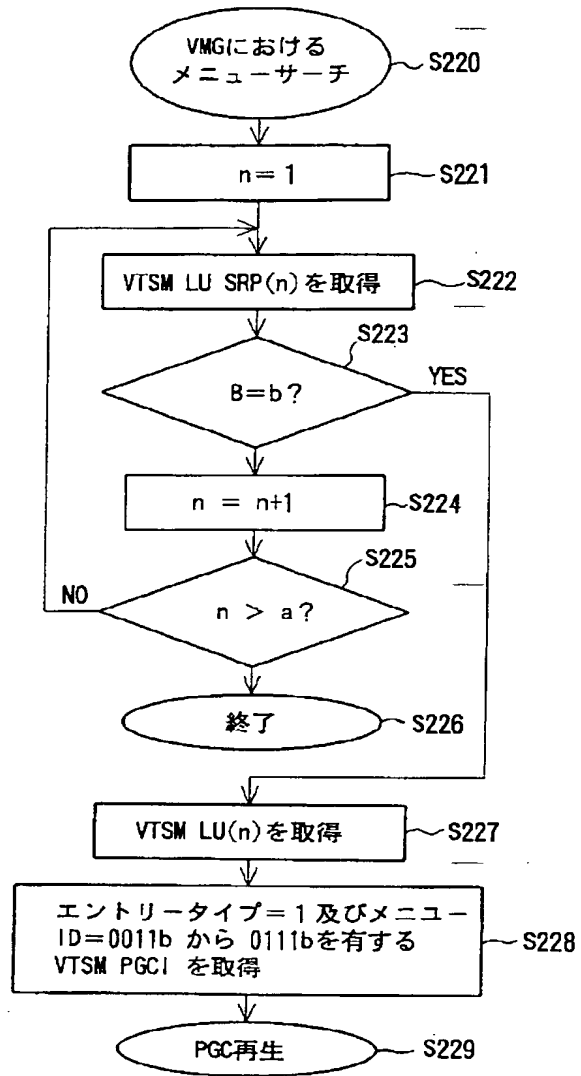 VMGにおける
メニューサーチ
S220
n=1
S221
VTSM LU SRP(n)を取得
S222
S223
B=b?
YES
n = n+1
S224
S225
NO
n > a?
終了
S226
VTSM LU(n)を取得
S227
エントリータイプ=1及びメニュー
ID=0011b から 0111bを有する
VTSM PGCI を取得
S228
PGC再生
S229